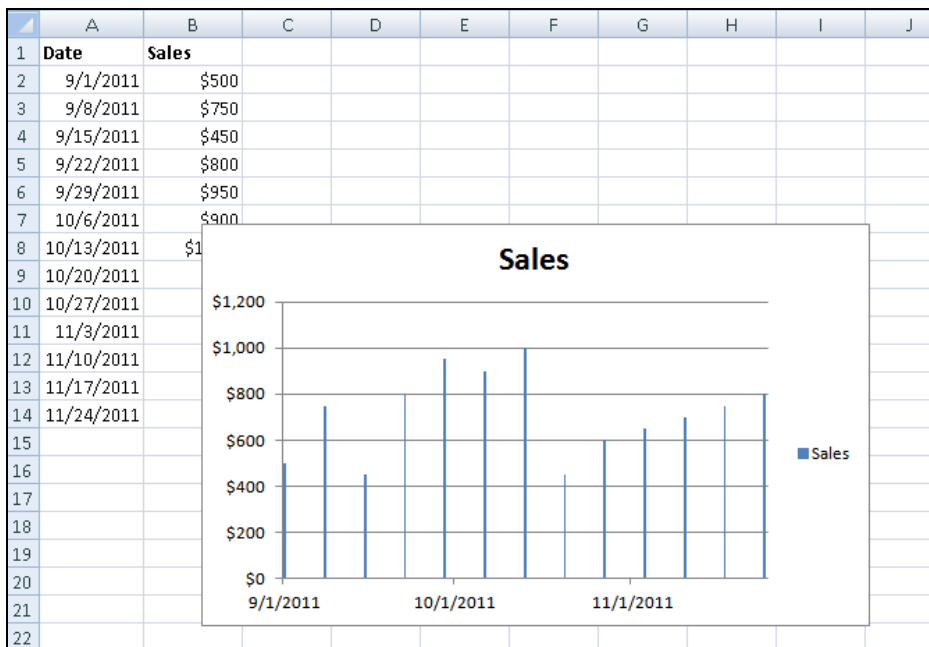 A B C D E F G H I J
1 Date Sales
2 9/1/2011 $500
3 9/8/2011 $750
4 9/15/2011 $450
5 9/22/2011 $800
6 9/29/2011 $950
7 10/6/2011 $900
8 10/13/2011 $1
9 10/20/2011
10 10/27/2011
11 11/3/2011
12 11/10/2011
13 11/17/2011
14 11/24/2011
15
16
17
18
19
20
21
22
Sales
$1,200
$1,000
$800
$600
$400
$200
$0
9/1/2011 10/1/2011 11/1/2011
Sales